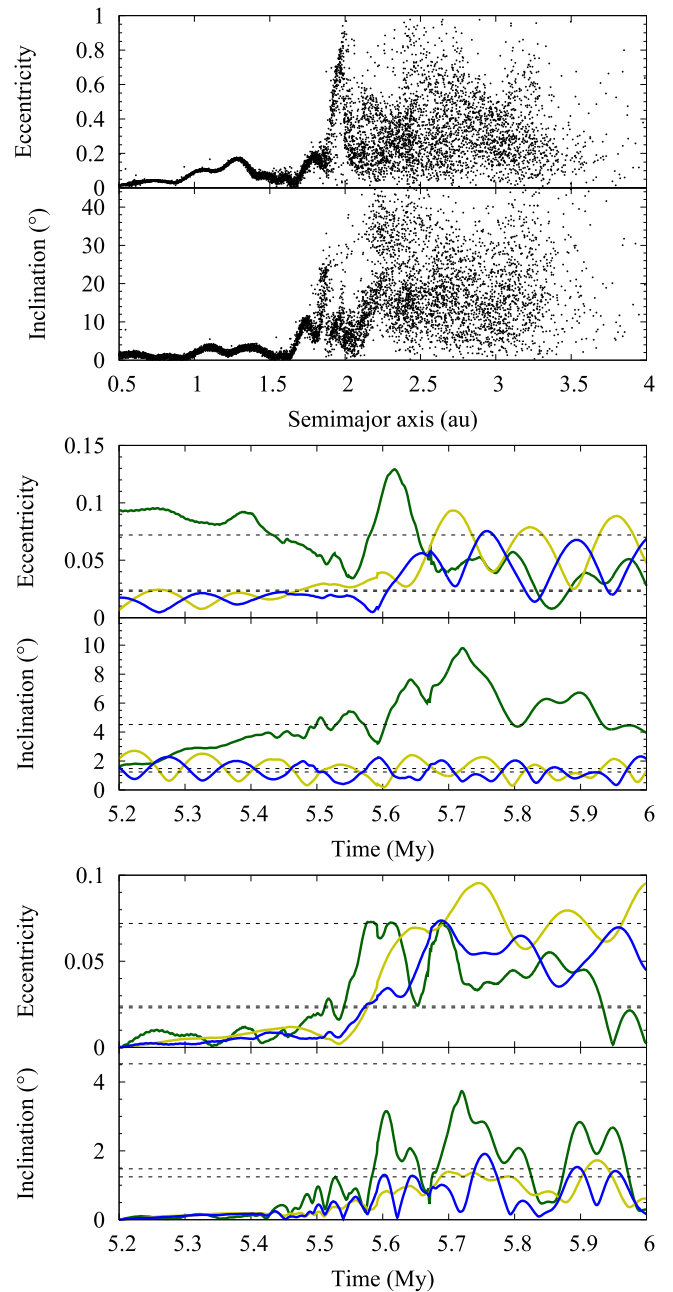 1
0.8
0.6
0.4
0.2
0
Eccentricity
40
30
20
10
0
Inclination (°)
0.5 1 1.5 2 2.5 3 3.5 4
Semimajor axis (au)
0.15
0.1
0.05
0
Eccentricity
10
8
6
4
2
0
Inclination (°)
5.2 5.3 5.4 5.5 5.6 5.7 5.8 5.9 6
Time (My)
0.1
0.05
0
Eccentricity
4
2
0
Inclination (°)
5.2 5.3 5.4 5.5 5.6 5.7 5.8 5.9 6
Time (My)